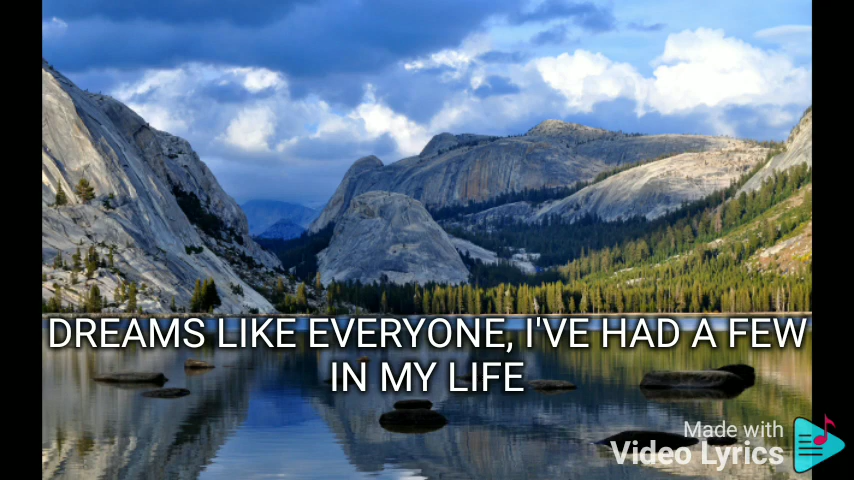 DREAMS LIKE EVERYONE, I'VE HAD A FEW
IN MY LIFE
Made with
Video Lyrics